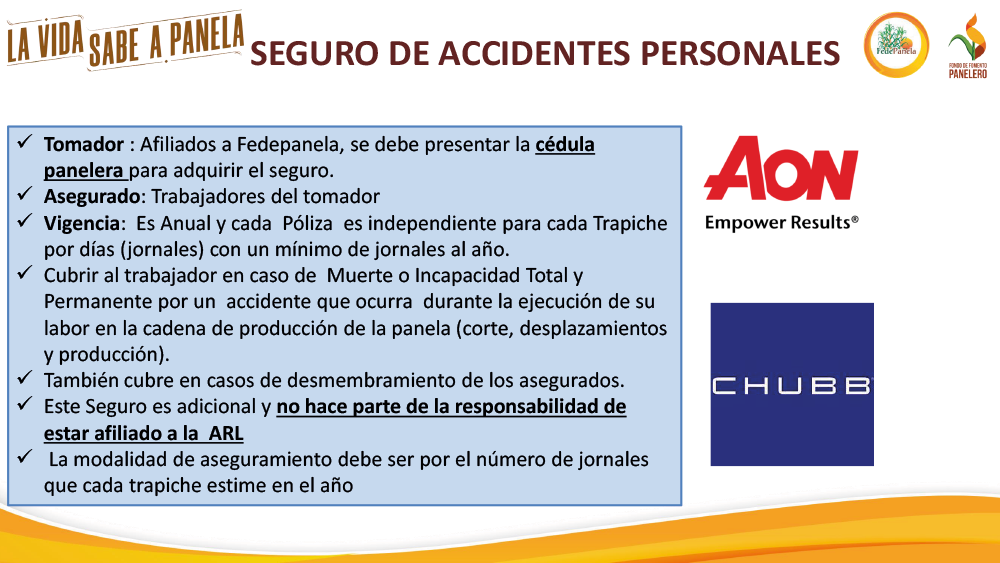 LA VIDA SABE A PANELA
SEGURO DE ACCIDENTES PERSONALES
FedePanela
FONDO DE FOMENTO
PANELERO
✓ Tomador : Afiliados a Fedepanela, se debe presentar la cédula
panelera para adquirir el seguro.
✓ Asegurado: Trabajadores del tomador
✓ Vigencia: Es Anual y cada Póliza es independiente para cada Trapiche
por días (jornales) con un mínimo de jornales al año.
✓ Cubrir al trabajador en caso de Muerte o Incapacidad Total y
Permanente por un accidente que ocurra durante la ejecución de su
labor en la cadena de producción de la panela (corte, desplazamientos
y producción).
✓ También cubre en casos de desmembramiento de los asegurados.
✓ Este Seguro es adicional y no hace parte de la responsabilidad de
estar afiliado a la ARL
✓ La modalidad de aseguramiento debe ser por el número de jornales
que cada trapiche estime en el año
AON
Empower Results®
CHUBB